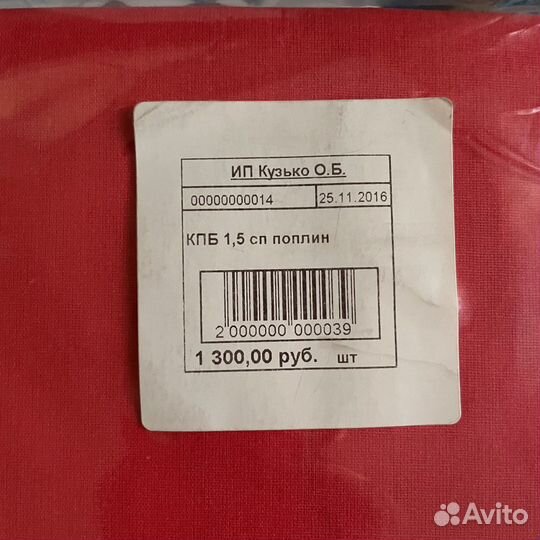 ИП Кузько О.Б.
00000000014 25.11.2016
КПБ 1,5 сп поплин
2 000000 000039
1 300,00 руб. шт
Avito